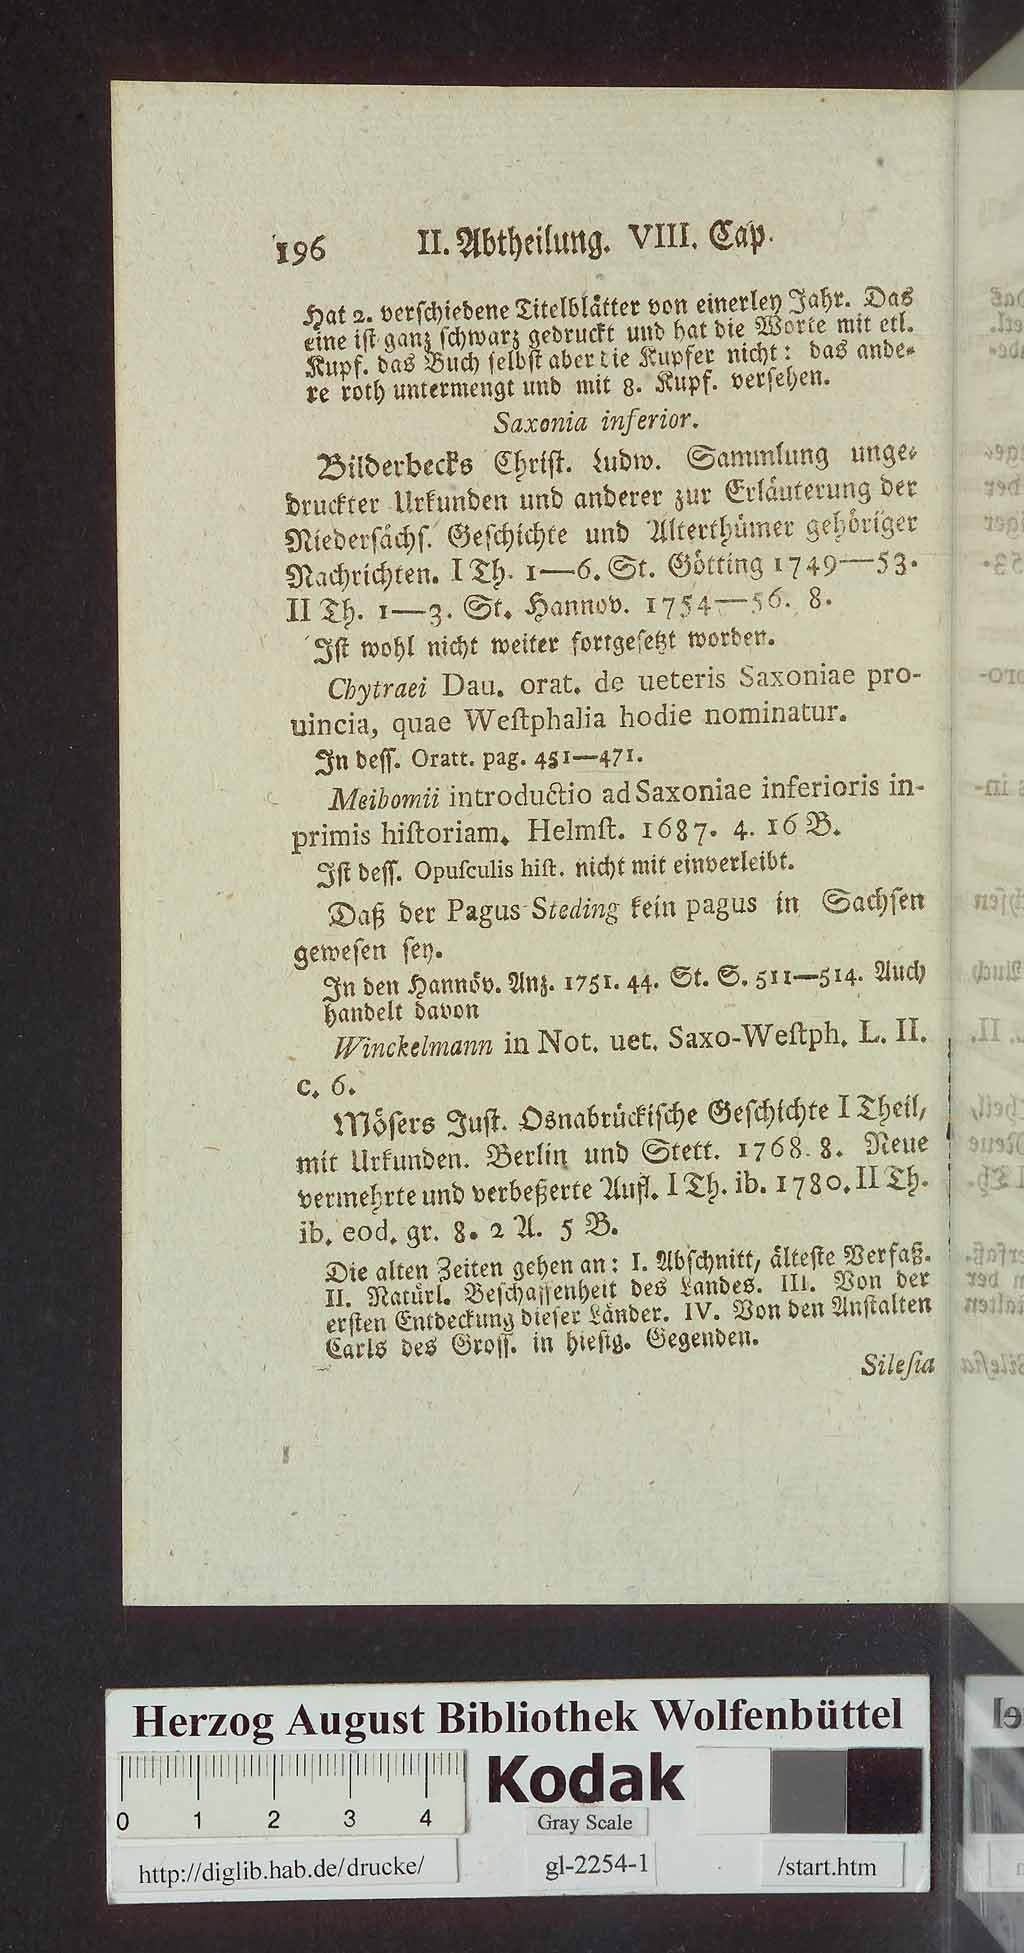 196 II. Abtheilung. VIII. Cap.
Hat 2. verschiedene Titelblätter von einerley Jahr. Das
eine ist ganz schwarz gedruckt und hat die Worte mit etl.
Kupf. das Buch selbst aber die Kupfer nicht: das ande-
re roth untermengt und mit 8. Kupf. versehen.
Saxonia inferior.
Bilderbecks Christ. Ludw. Sammlung unge-
druckter Urkunden und anderer zur Erläuterung der
Niedersächs. Geschichte und Alterthümer gehöriger
Nachrichten. I Th. 1—6. St. Götting 1749—53.
II Th. 1—3. St. Hannov. 1754—56. 8.
Ist wohl nicht weiter fortgesetzt worden.
Chytraei Dau. orat. de ueteris Saxoniae pro-
uincia, quae Westphalia hodie nominatur.
In dess. Oratt. pag. 451—471.
Meibomii introductio ad Saxoniae inferioris in-
primis historiam. Helmst. 1687. 4. 16 B.
Ist dess. Opusculis hist. nicht mit einverleibt.
Daß der Pagus Steding kein pagus in Sachsen
gewesen sey.
In den Hannöv. Anz. 1751. 44. St. S. 511—514. Auch
handelt davon
Winckelmann in Not. uet. Saxo-Westph. L. II.
c. 6.
Mösers Just. Osnabrückische Geschichte I Theil,
mit Urkunden. Berlin und Stett. 1768. 8. Neue
vermehrte und verbeßerte Aufl. I Th. ib. 1780. II Th.
ib. eod. gr. 8. 2 A. 5 B.
Die alten Zeiten gehen an: I. Abschnitt, älteste Verfaß.
II. Natürl. Beschaffenheit des Landes. III. Von der
ersten Entdeckung dieser Länder. IV. Von den Anstalten
Carls des Gross. in hiesig. Gegenden.
Silesia
Herzog August Bibliothek Wolfenbüttel
0 1 2 3 4
Kodak
Gray Scale
http://diglib.hab.de/drucke/ gl-2254-1 /start.htm